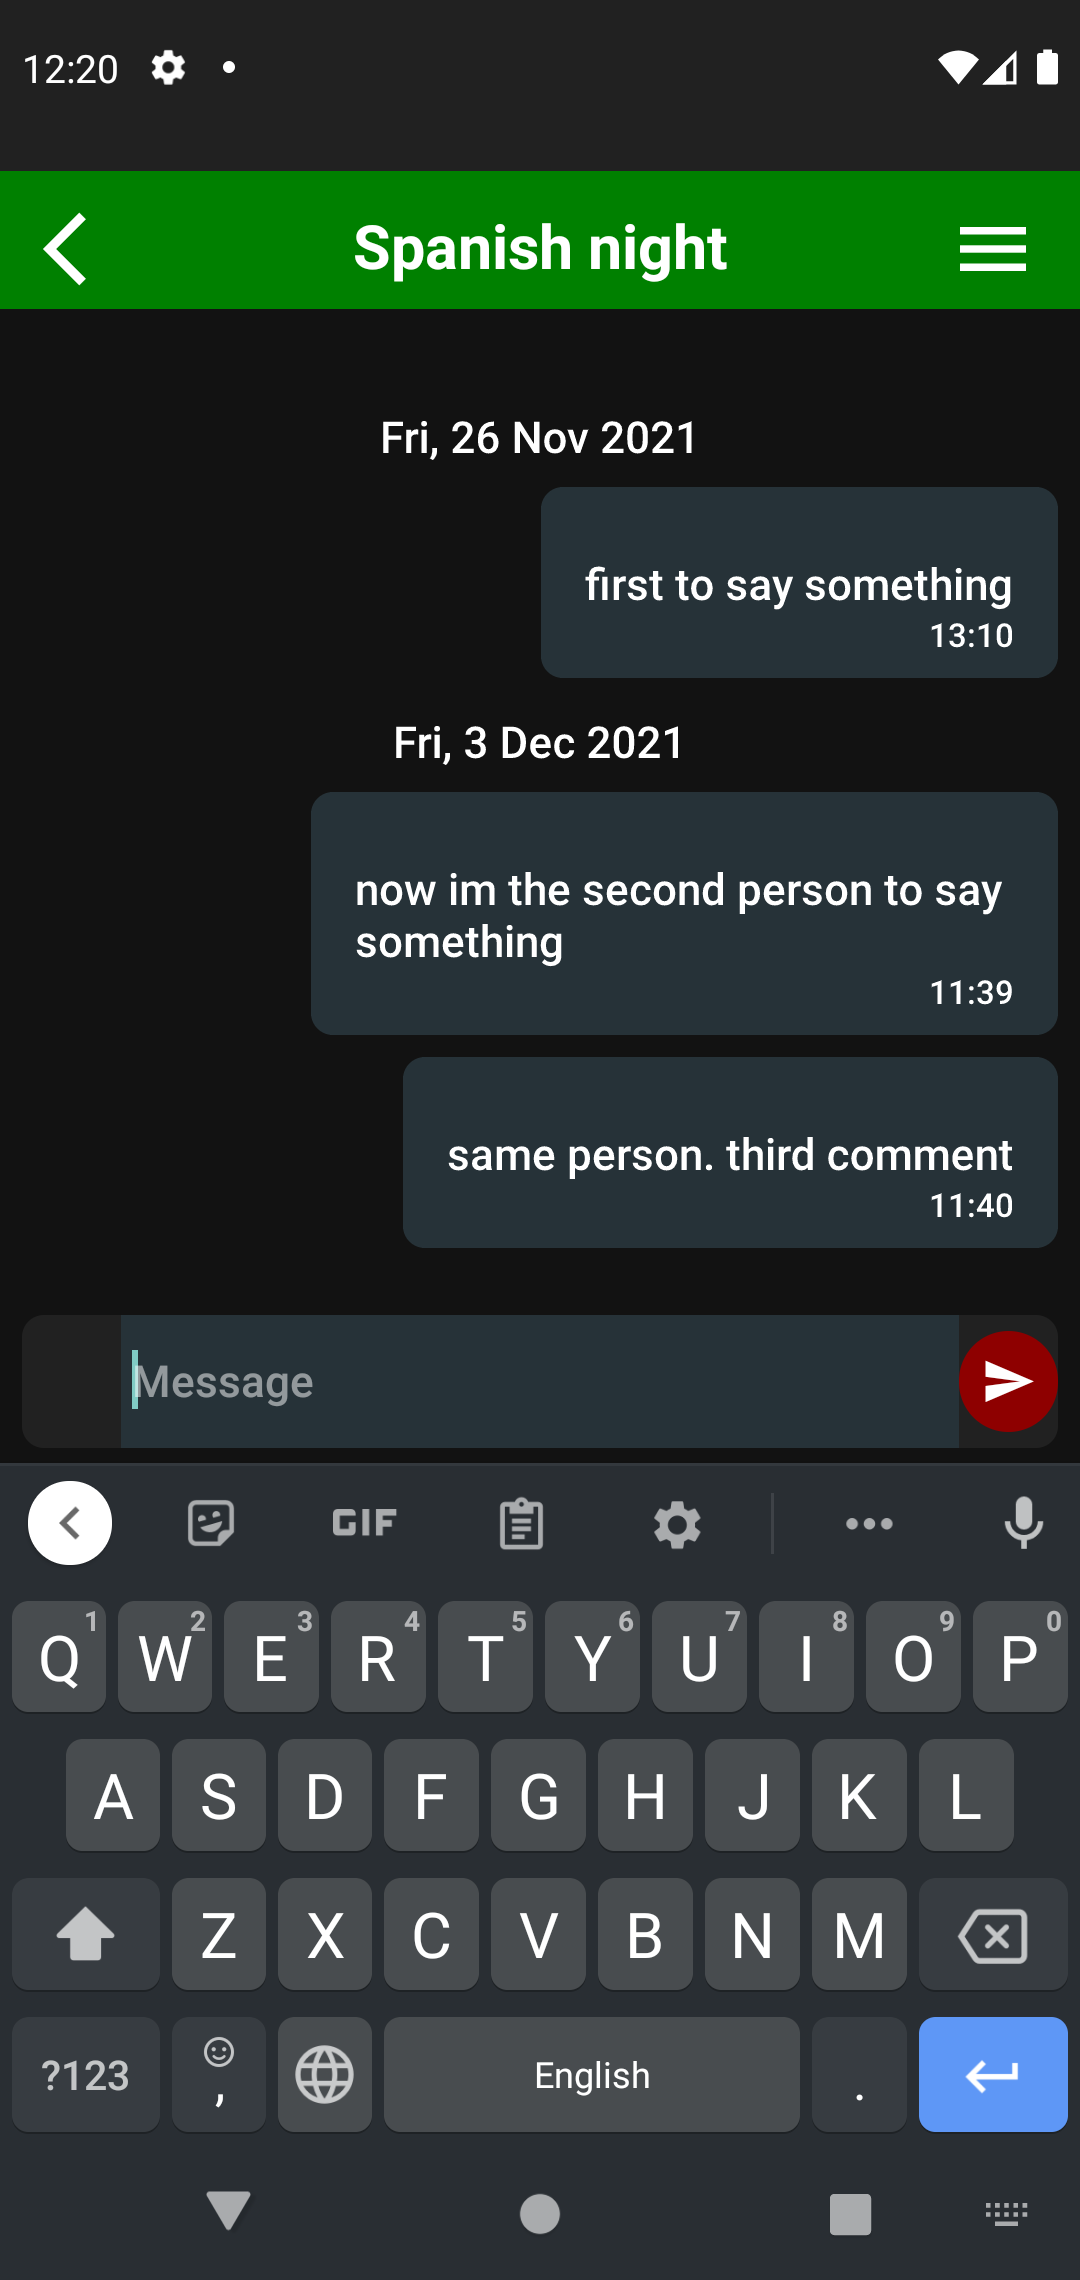 12:20
Spanish night
Fri, 26 Nov 2021
first to say something
13:10
Fri, 3 Dec 2021
now im the second person to say
something
11:39
same person. third comment
11:40
Message
GIF
1 2 3 4 5 6 7 8 9 0
Q W E R T Y U I O P
A S D F G H J K L
Z X C V B N M
?123 , English .